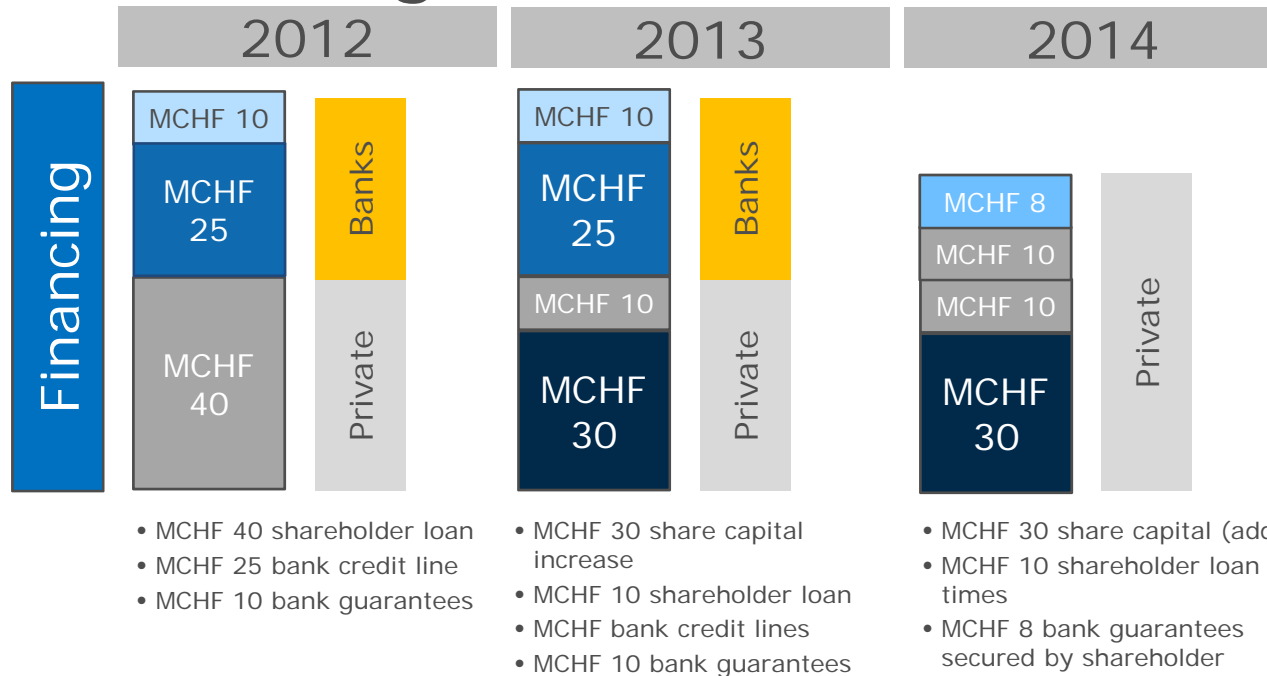 2012
2013
2014
Financing
MCHF 10
MCHF
25
MCHF
40
Banks
Private
MCHF 10
MCHF
25
MCHF 10
MCHF
30
Banks
Private
MCHF 8
MCHF 10
MCHF 10
MCHF
30
Private
• MCHF 40 shareholder loan
• MCHF 25 bank credit line
• MCHF 10 bank guarantees
• MCHF 30 share capital
increase
• MCHF 10 shareholder loan
• MCHF bank credit lines
• MCHF 10 bank guarantees
• MCHF 30 share capital
• MCHF 10 shareholder loan
times
• MCHF 8 bank guarantees
secured by shareholder